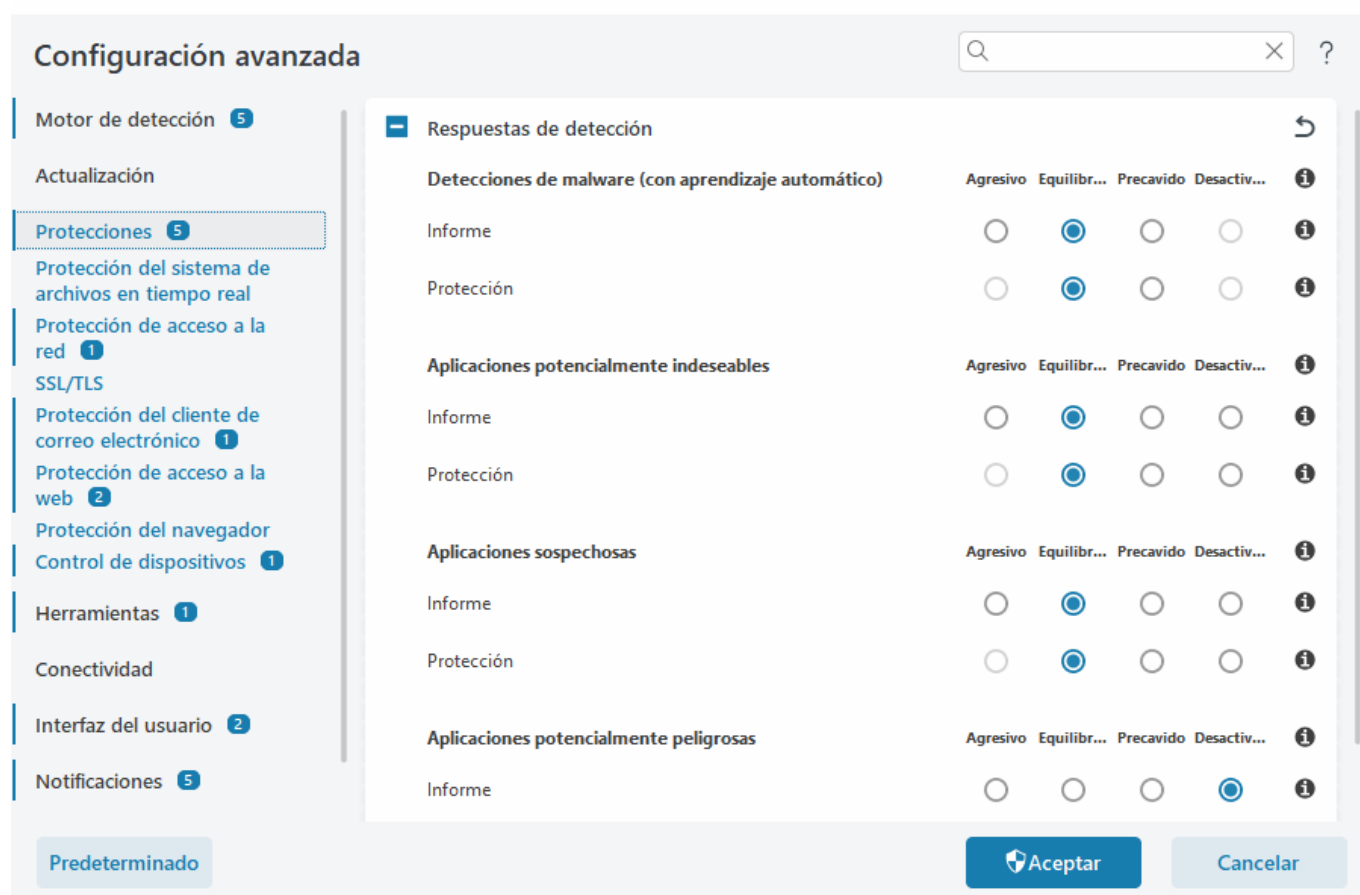 Configuración avanzada
?
Motor de detección 5
Actualización
Protecciones 5
Protección del sistema de
archivos en tiempo real
Protección de acceso a la
red 1
SSL/TLS
Protección del cliente de
correo electrónico 1
Protección de acceso a la
web 2
Protección del navegador
Control de dispositivos 1
Herramientas 1
Conectividad
Interfaz del usuario 2
Notificaciones 5
Respuestas de detección
Detecciones de malware (con aprendizaje automático) Agresivo Equilibr... Precavido Desactiv...
Informe
Protección
Aplicaciones potencialmente indeseables Agresivo Equilibr... Precavido Desactiv...
Informe
Protección
Aplicaciones sospechosas Agresivo Equilibr... Precavido Desactiv...
Informe
Protección
Aplicaciones potencialmente peligrosas Agresivo Equilibr... Precavido Desactiv...
Informe
Predeterminado
Aceptar
Cancelar